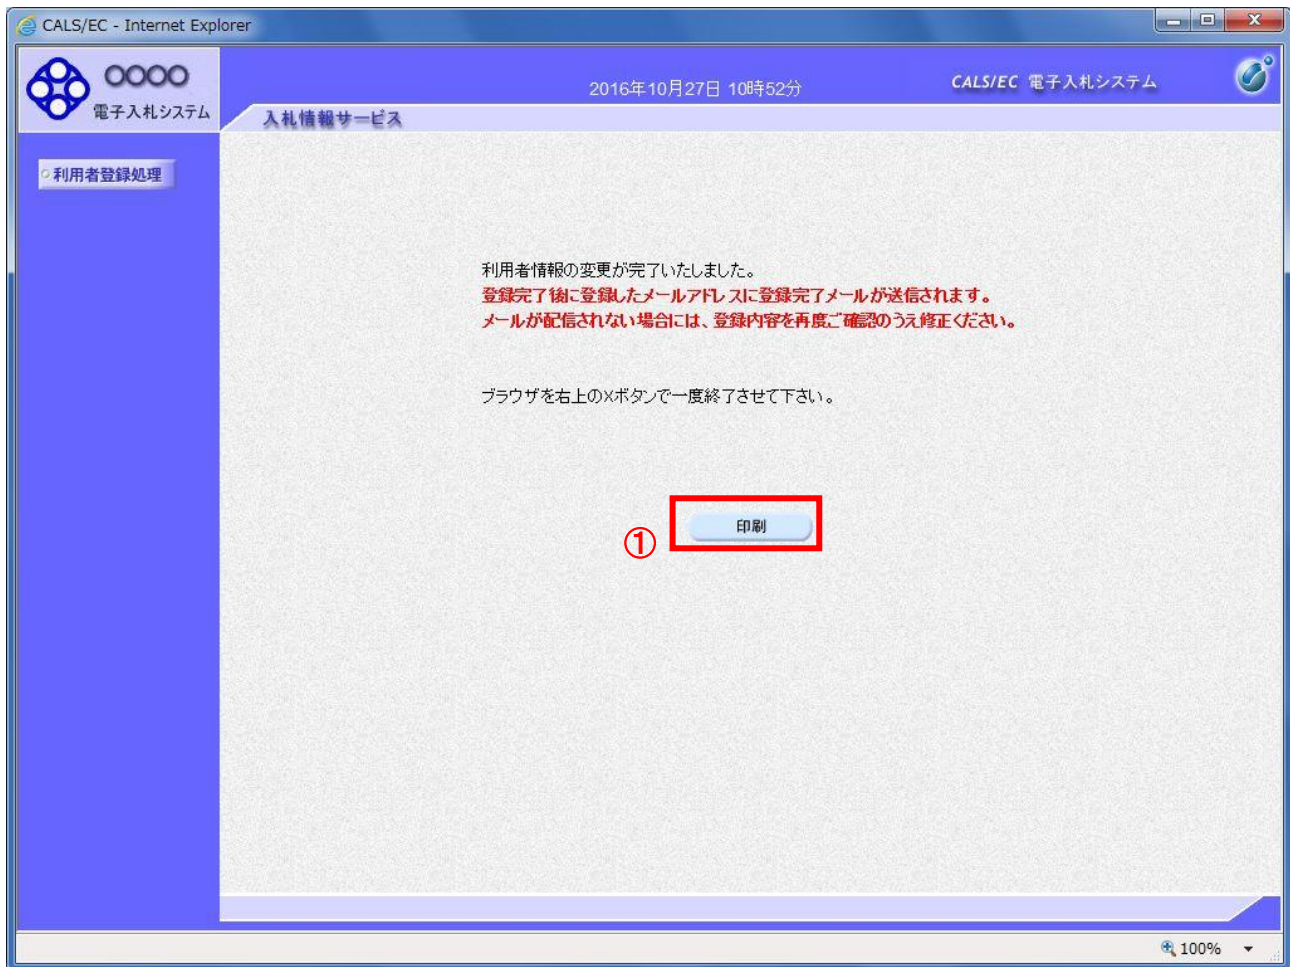 CALS/EC - Internet Explorer
○○○○
電子入札システム
2016年10月27日 10時52分
CALS/EC 電子入札システム
入札情報サービス
利用者登録処理
利用者情報の変更が完了いたしました。
登録完了後に登録したメールアドレスに登録完了メールが送信されます。
メールが配信されない場合には、登録内容を再度ご確認のうえ修正ください。
ブラウザを右上の×ボタンで一度終了させて下さい。
① 印刷
100%